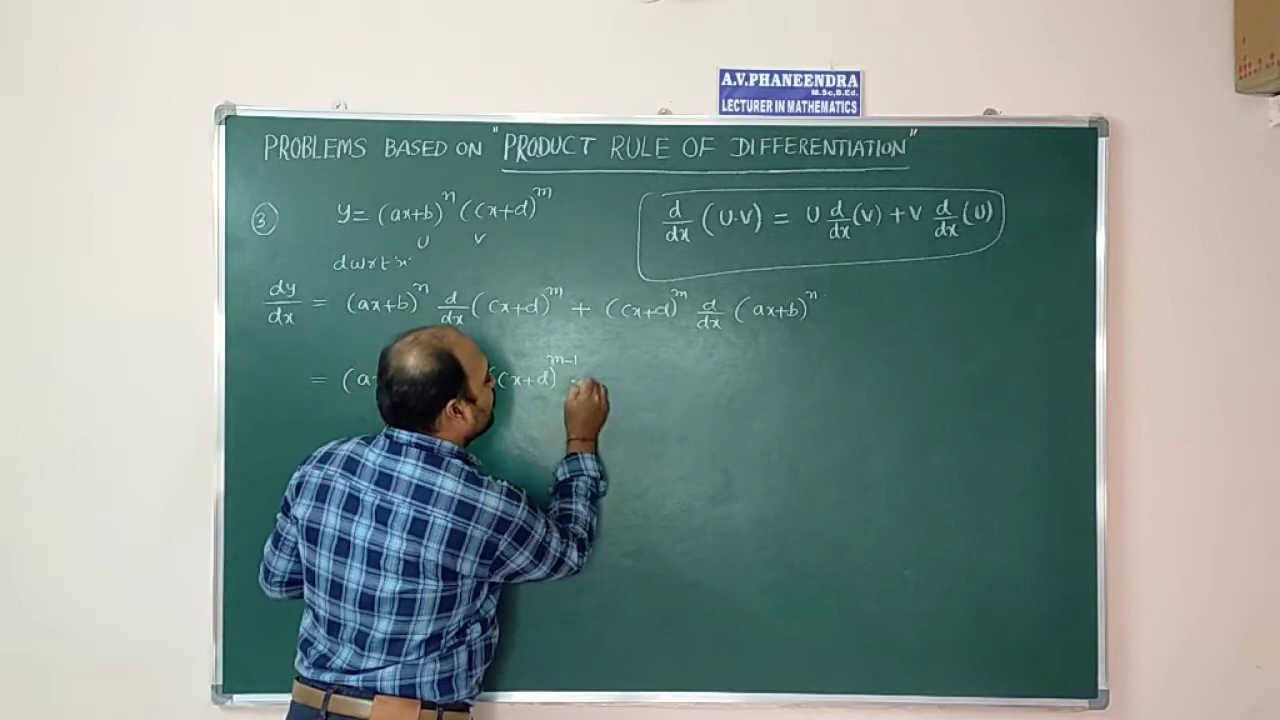 A.V.PHANEENDRA
M.Sc,B.Ed.
LECTURER IN MATHEMATICS
PROBLEMS BASED ON "PRODUCT RULE OF DIFFERENTIATION"
③ y = (ax+b)^n (cx+d)^m
U V
d/dx (U.V) = U d/dx (V) + V d/dx (U)
d w r t x
dy/dx = (ax+b)^n d/dx (cx+d)^m + (cx+d)^m d/dx (ax+b)^n
= (a (cx+d)^m-1